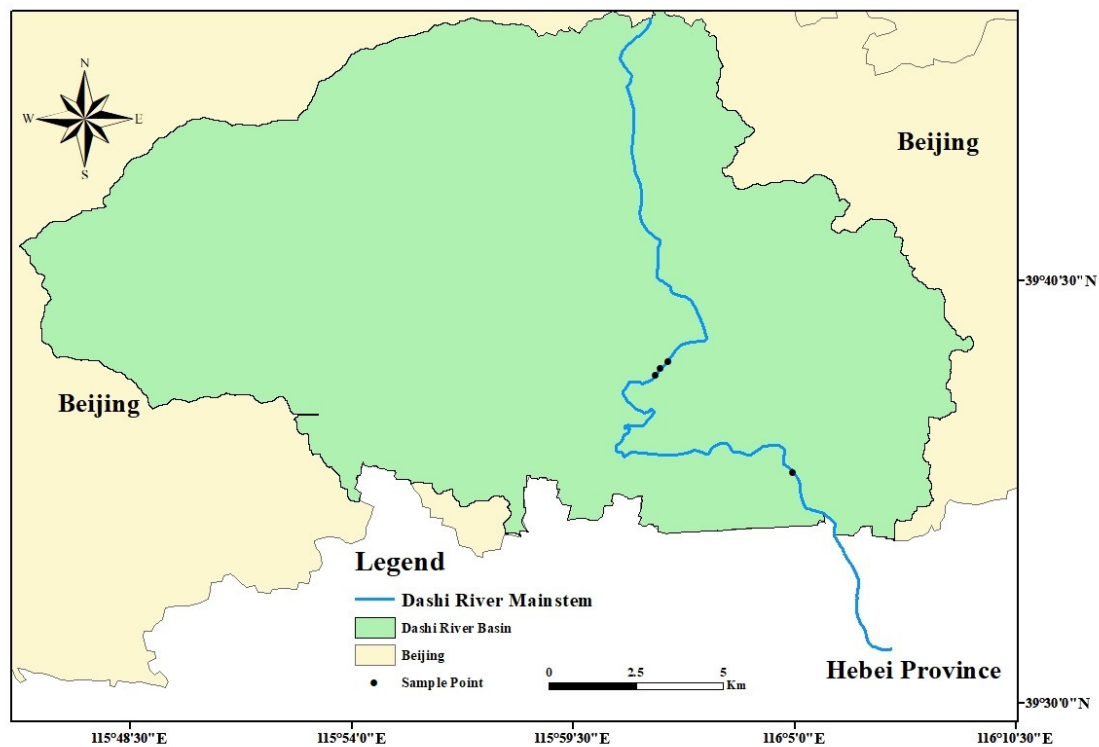 N
W
E
S
Beijing
39°40'30"N
Beijing
Legend
Dashi River Mainstem
Dashi River Basin
Beijing
Sample Point
0 2.5 5
Km
Hebei Province
39°30'0"N
115°48'30"E 115°54'0"E 115°59'30"E 116°5'0"E 116°10'30"E